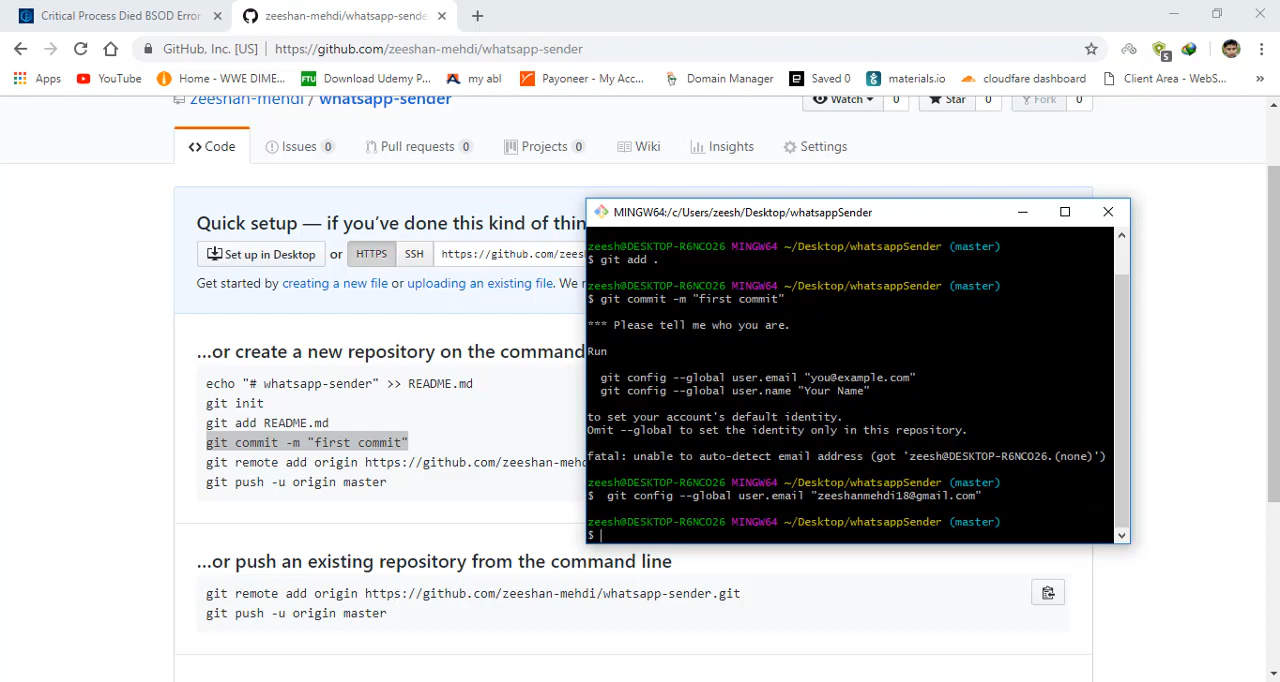 Critical Process Died BSOD Error
zeeshan-mehdi/whatsapp-sende
GitHub, Inc. [US] | https://github.com/zeeshan-mehdi/whatsapp-sender
5
Apps YouTube Home - WWE DIME... FTU Download Udemy P... my abl Payoneer - My Acc... Domain Manager Saved 0 materials.io cloudfare dashboard Client Area - WebS... »
zeeshan-mehdi / whatsapp-sender
Watch 0 Star 0 Fork 0
Code Issues 0 Pull requests 0 Projects 0 Wiki Insights Settings
Quick setup — if you've done this kind of thin
Set up in Desktop or HTTPS SSH https://github.com/zees
Get started by creating a new file or uploading an existing file. We
...or create a new repository on the command
echo "# whatsapp-sender" >> README.md
git init
git add README.md
git commit -m "first commit"
git remote add origin https://github.com/zeeshan-mehd
git push -u origin master
...or push an existing repository from the command line
git remote add origin https://github.com/zeeshan-mehdi/whatsapp-sender.git
git push -u origin master
MINGW64:/c/Users/zeesh/Desktop/whatsappSender
zeesh@DESKTOP-R6NCO26 MINGW64 ~/Desktop/whatsappSender (master)
$ git add .
zeesh@DESKTOP-R6NCO26 MINGW64 ~/Desktop/whatsappSender (master)
$ git commit -m "first commit"
*** Please tell me who you are.
Run
git config --global user.email "you@example.com"
git config --global user.name "Your Name"
to set your account's default identity.
Omit --global to set the identity only in this repository.
fatal: unable to auto-detect email address (got 'zeesh@DESKTOP-R6NCO26.(none)')
zeesh@DESKTOP-R6NCO26 MINGW64 ~/Desktop/whatsappSender (master)
$ git config --global user.email "zeeshanmehdi18@gmail.com"
zeesh@DESKTOP-R6NCO26 MINGW64 ~/Desktop/whatsappSender (master)
$